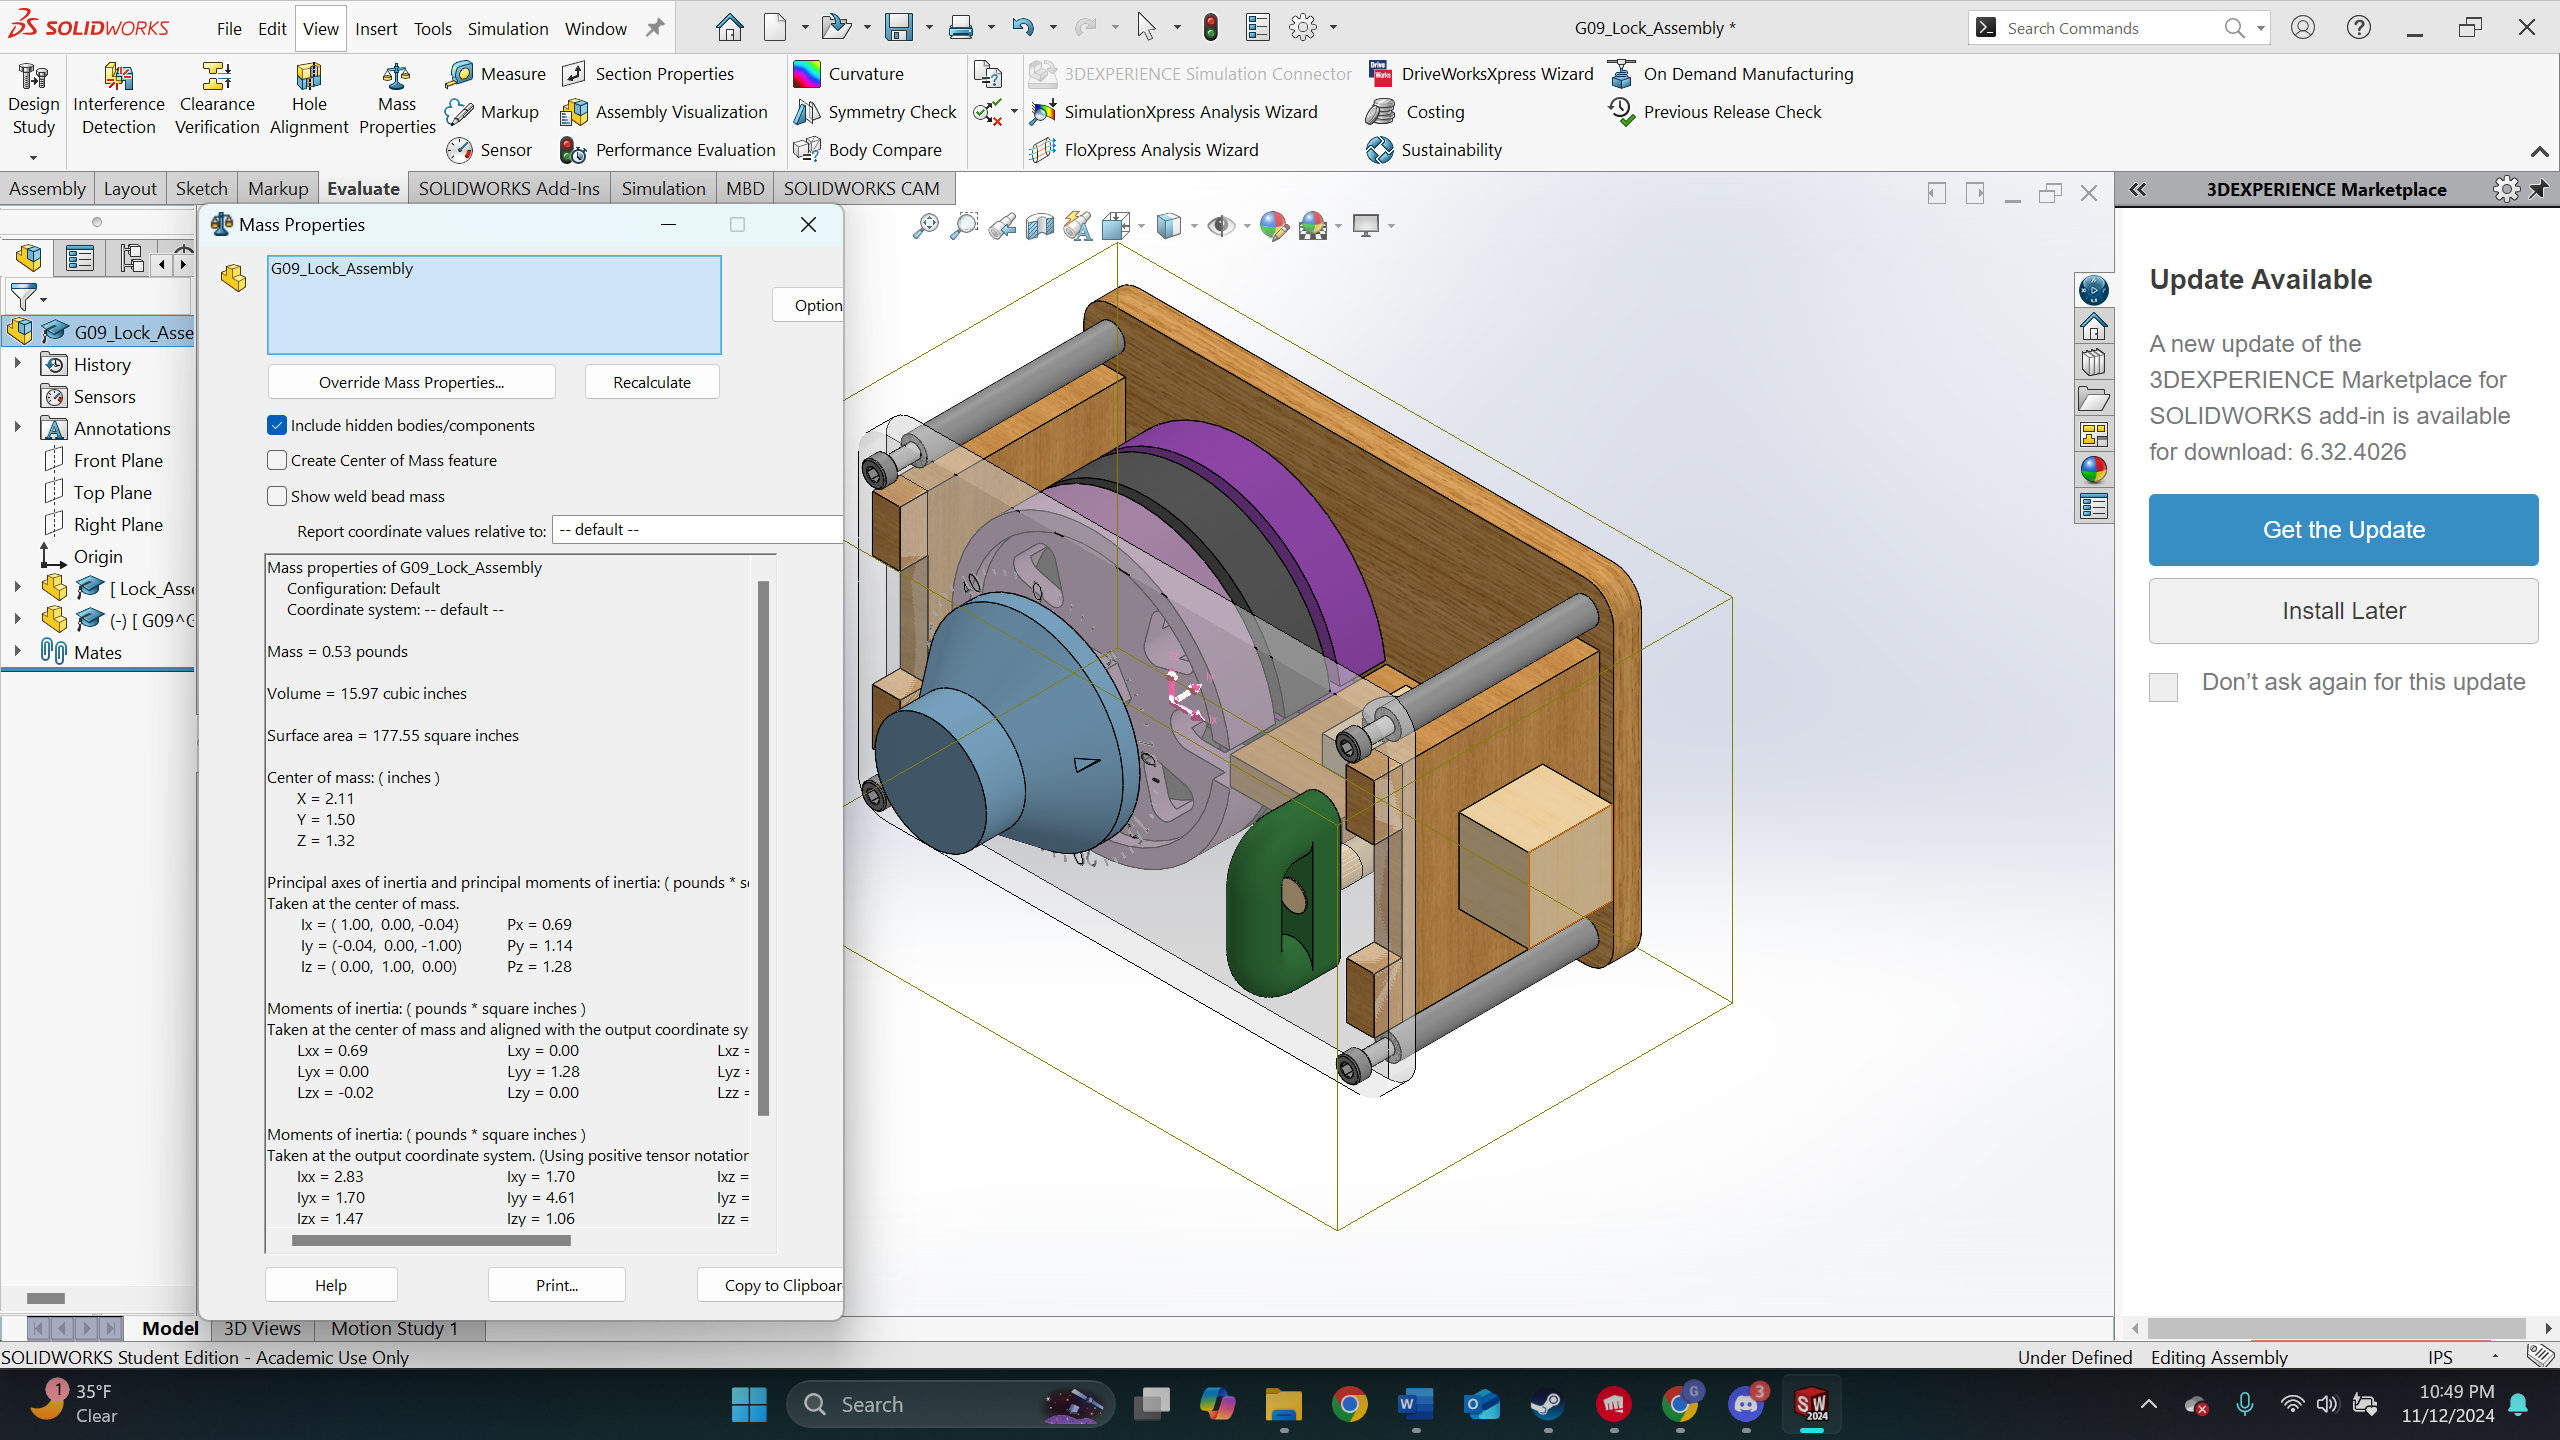 SOLIDWORKS
File Edit View Insert Tools Simulation Window
G09_Lock_Assembly *
Search Commands
Design Study
Interference Detection
Clearance Verification
Hole Alignment
Mass Properties
Measure
Markup
Sensor
Section Properties
Assembly Visualization
Performance Evaluation
Curvature
Symmetry Check
Body Compare
3DEXPERIENCE Simulation Connector
SimulationXpress Analysis Wizard
FloXpress Analysis Wizard
DriveWorksXpress Wizard
Costing
Sustainability
On Demand Manufacturing
Previous Release Check
Assembly Layout Sketch Markup Evaluate SOLIDWORKS Add-Ins Simulation MBD SOLIDWORKS CAM
G09_Lock_Asse
History
Sensors
Annotations
Front Plane
Top Plane
Right Plane
Origin
[ Lock_Asse
(-) [ G09^G
Mates
Mass Properties
G09_Lock_Assembly
Option
Override Mass Properties...
Recalculate
Include hidden bodies/components
Create Center of Mass feature
Show weld bead mass
Report coordinate values relative to: -- default --
Mass properties of G09_Lock_Assembly
Configuration: Default
Coordinate system: -- default --
Mass = 0.53 pounds
Volume = 15.97 cubic inches
Surface area = 177.55 square inches
Center of mass: ( inches )
X = 2.11
Y = 1.50
Z = 1.32
Principal axes of inertia and principal moments of inertia: ( pounds * s
Taken at the center of mass.
Ix = ( 1.00, 0.00, -0.04) Px = 0.69
Iy = (-0.04, 0.00, -1.00) Py = 1.14
Iz = ( 0.00, 1.00, 0.00) Pz = 1.28
Moments of inertia: ( pounds * square inches )
Taken at the center of mass and aligned with the output coordinate sy
Lxx = 0.69 Lxy = 0.00 Lxz =
Lyx = 0.00 Lyy = 1.28 Lyz =
Lzx = -0.02 Lzy = 0.00 Lzz =
Moments of inertia: ( pounds * square inches )
Taken at the output coordinate system. (Using positive tensor notation
Ixx = 2.83 Ixy = 1.70 Ixz =
Iyx = 1.70 Iyy = 4.61 Iyz =
Izx = 1.47 Izy = 1.06 Izz =
Help
Print...
Copy to Clipboar
3DEXPERIENCE Marketplace
Update Available
A new update of the
3DEXPERIENCE Marketplace for
SOLIDWORKS add-in is available
for download: 6.32.4026
Get the Update
Install Later
Don't ask again for this update
Model 3D Views Motion Study 1
SOLIDWORKS Student Edition - Academic Use Only
Under Defined Editing Assembly IPS
1
35°F
Clear
Search
G
3
SW
2024
10:49 PM
11/12/2024